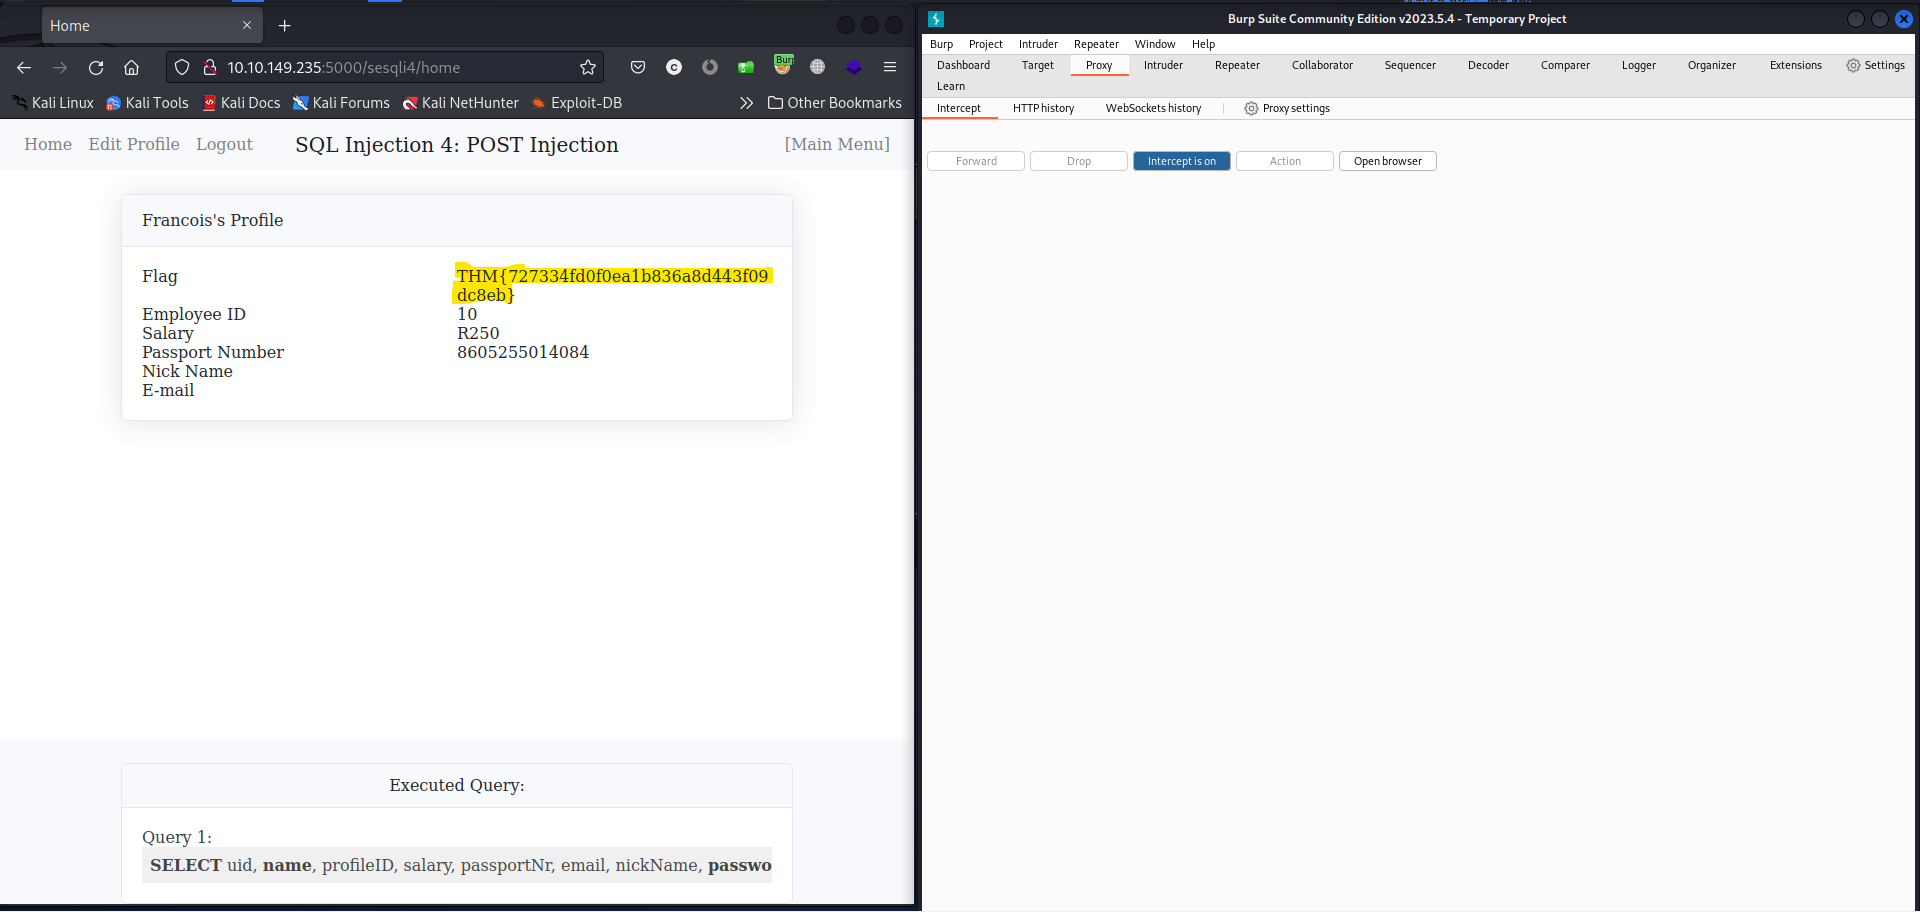 Home
10.10.149.235:5000/sesqli4/home
Burp
Kali Linux Kali Tools Kali Docs Kali Forums Kali NetHunter Exploit-DB Other Bookmarks
Home Edit Profile Logout SQL Injection 4: POST Injection [Main Menu]
Francois's Profile
Flag THM{727334fd0f0ea1b836a8d443f09
dc8eb}
Employee ID 10
Salary R250
Passport Number 8605255014084
Nick Name
E-mail
Executed Query:
Query 1:
SELECT uid, name, profileID, salary, passportNr, email, nickName, passwo
Burp Suite Community Edition v2023.5.4 - Temporary Project
Burp Project Intruder Repeater Window Help
Dashboard Target Proxy Intruder Repeater Collaborator Sequencer Decoder Comparer Logger Organizer Extensions Settings
Learn
Intercept HTTP history WebSockets history Proxy settings
Forward Drop Intercept is on Action Open browser